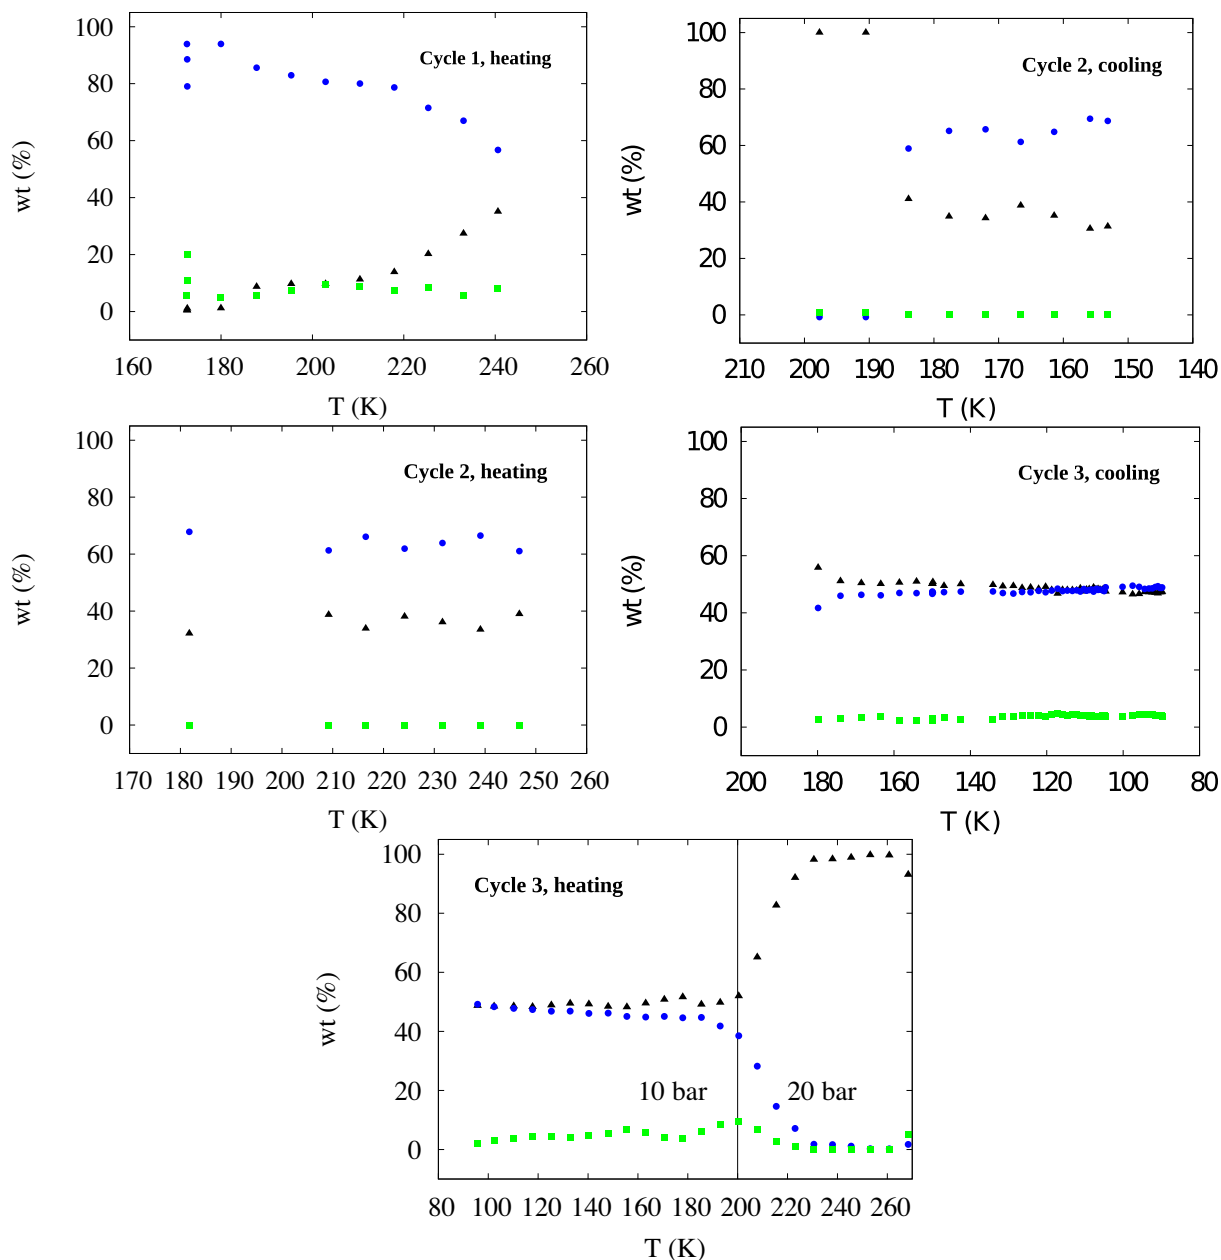 Cycle 1, heating
wt (%)
100
80
60
40
20
0
160 180 200 220 240 260
T (K)
Cycle 2, cooling
wt (%)
100
80
60
40
20
0
210 200 190 180 170 160 150 140
T (K)
Cycle 2, heating
wt (%)
100
80
60
40
20
0
170 180 190 200 210 220 230 240 250 260
T (K)
Cycle 3, cooling
wt (%)
100
80
60
40
20
0
200 180 160 140 120 100 80
T (K)
Cycle 3, heating
wt (%)
100
80
60
40
20
0
10 bar 20 bar
80 100 120 140 160 180 200 220 240 260
T (K)